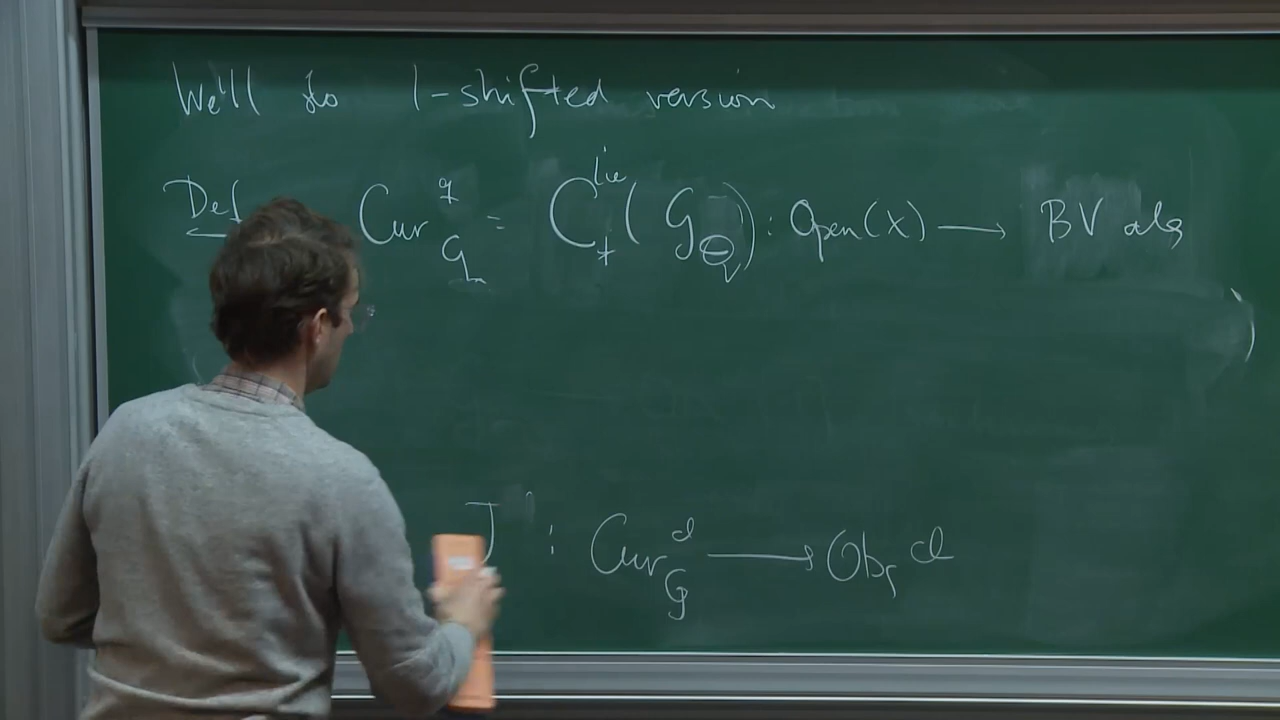 We'll do 1-shifted version
Def Cur^q_G = C^lie_*(G_Θ) : Open(X) ⟶ BV alg
)
J : Cur^cl_G ⟶ Obs^cl